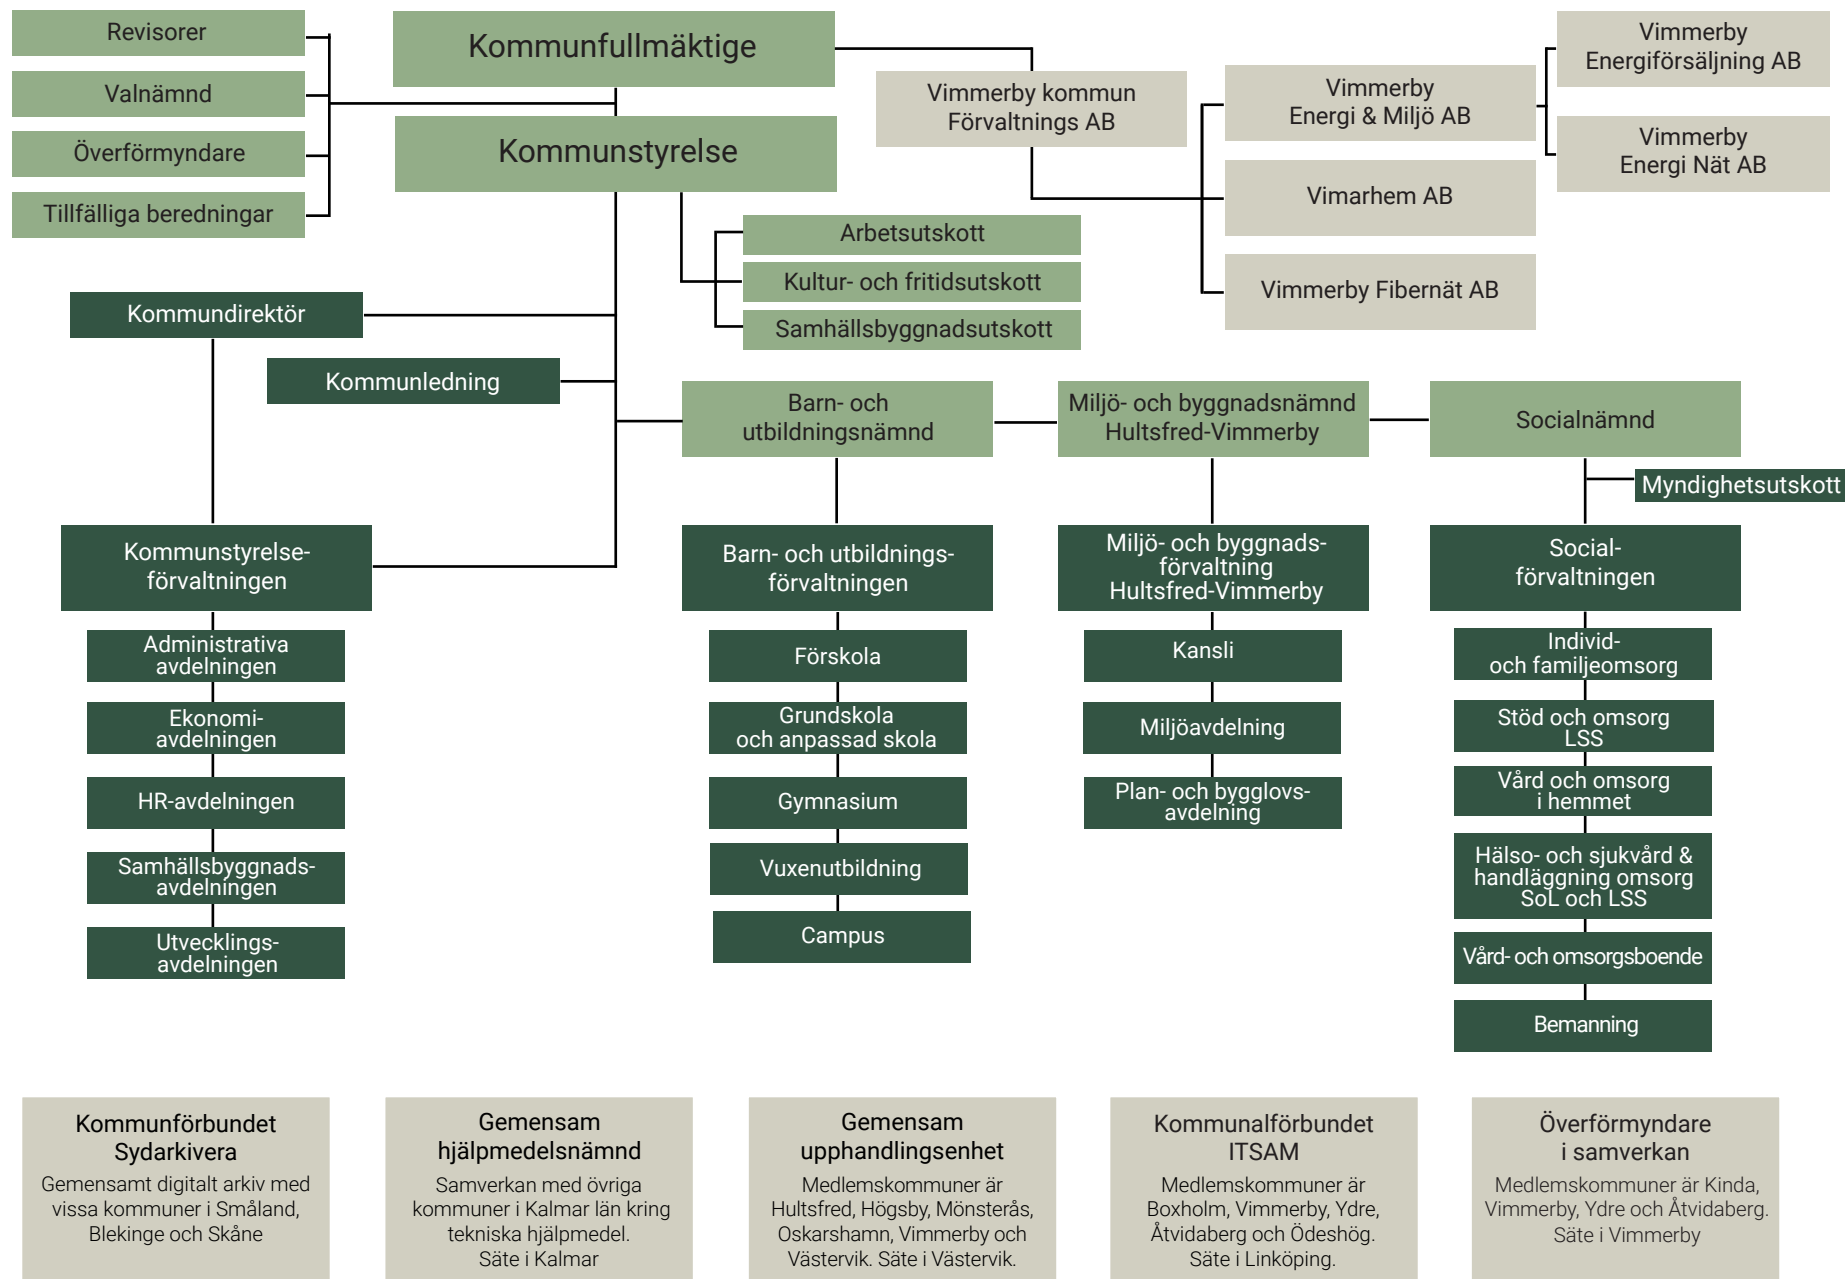 Revisorer
Valnämnd
Överförmyndare
Tillfälliga beredningar
Kommunfullmäktige
Kommunstyrelse
Vimmerby kommun
Förvaltnings AB
Vimmerby
Energi & Miljö AB
Vimarhem AB
Vimmerby Fibernät AB
Vimmerby
Energiförsäljning AB
Vimmerby
Energi Nät AB
Arbetsutskott
Kultur- och fritidsutskott
Samhällsbyggnadsutskott
Kommundirektör
Kommunledning
Barn- och
utbildningsnämnd
Miljö- och byggnadsnämnd
Hultsfred-Vimmerby
Socialnämnd
Myndighetsutskott
Kommunstyrelse-
förvaltningen
Administrativa
avdelningen
Ekonomi-
avdelningen
HR-avdelningen
Samhällsbyggnads-
avdelningen
Utvecklings-
avdelningen
Barn- och utbildnings-
förvaltningen
Förskola
Grundskola
och anpassad skola
Gymnasium
Vuxenutbildning
Campus
Miljö- och byggnads-
förvaltning
Hultsfred-Vimmerby
Kansli
Miljöavdelning
Plan- och bygglovs-
avdelning
Social-
förvaltningen
Individ-
och familjeomsorg
Stöd och omsorg
LSS
Vård och omsorg
i hemmet
Hälso- och sjukvård &
handläggning omsorg
SoL och LSS
Vård- och omsorgsboende
Bemanning
Kommunförbundet
Sydarkivera
Gemensamt digitalt arkiv med
vissa kommuner i Småland,
Blekinge och Skåne
Gemensam
hjälpmedelsnämnd
Samverkan med övriga
kommuner i Kalmar län kring
tekniska hjälpmedel.
Säte i Kalmar
Gemensam
upphandlingsenhet
Medlemskommuner är
Hultsfred, Högsby, Mönsterås,
Oskarshamn, Vimmerby och
Västervik. Säte i Västervik.
Kommunalförbundet
ITSAM
Medlemskommuner är
Boxholm, Vimmerby, Ydre,
Åtvidaberg och Ödeshög.
Säte i Linköping.
Överförmyndare
i samverkan
Medlemskommuner är Kinda,
Vimmerby, Ydre och Åtvidaberg.
Säte i Vimmerby